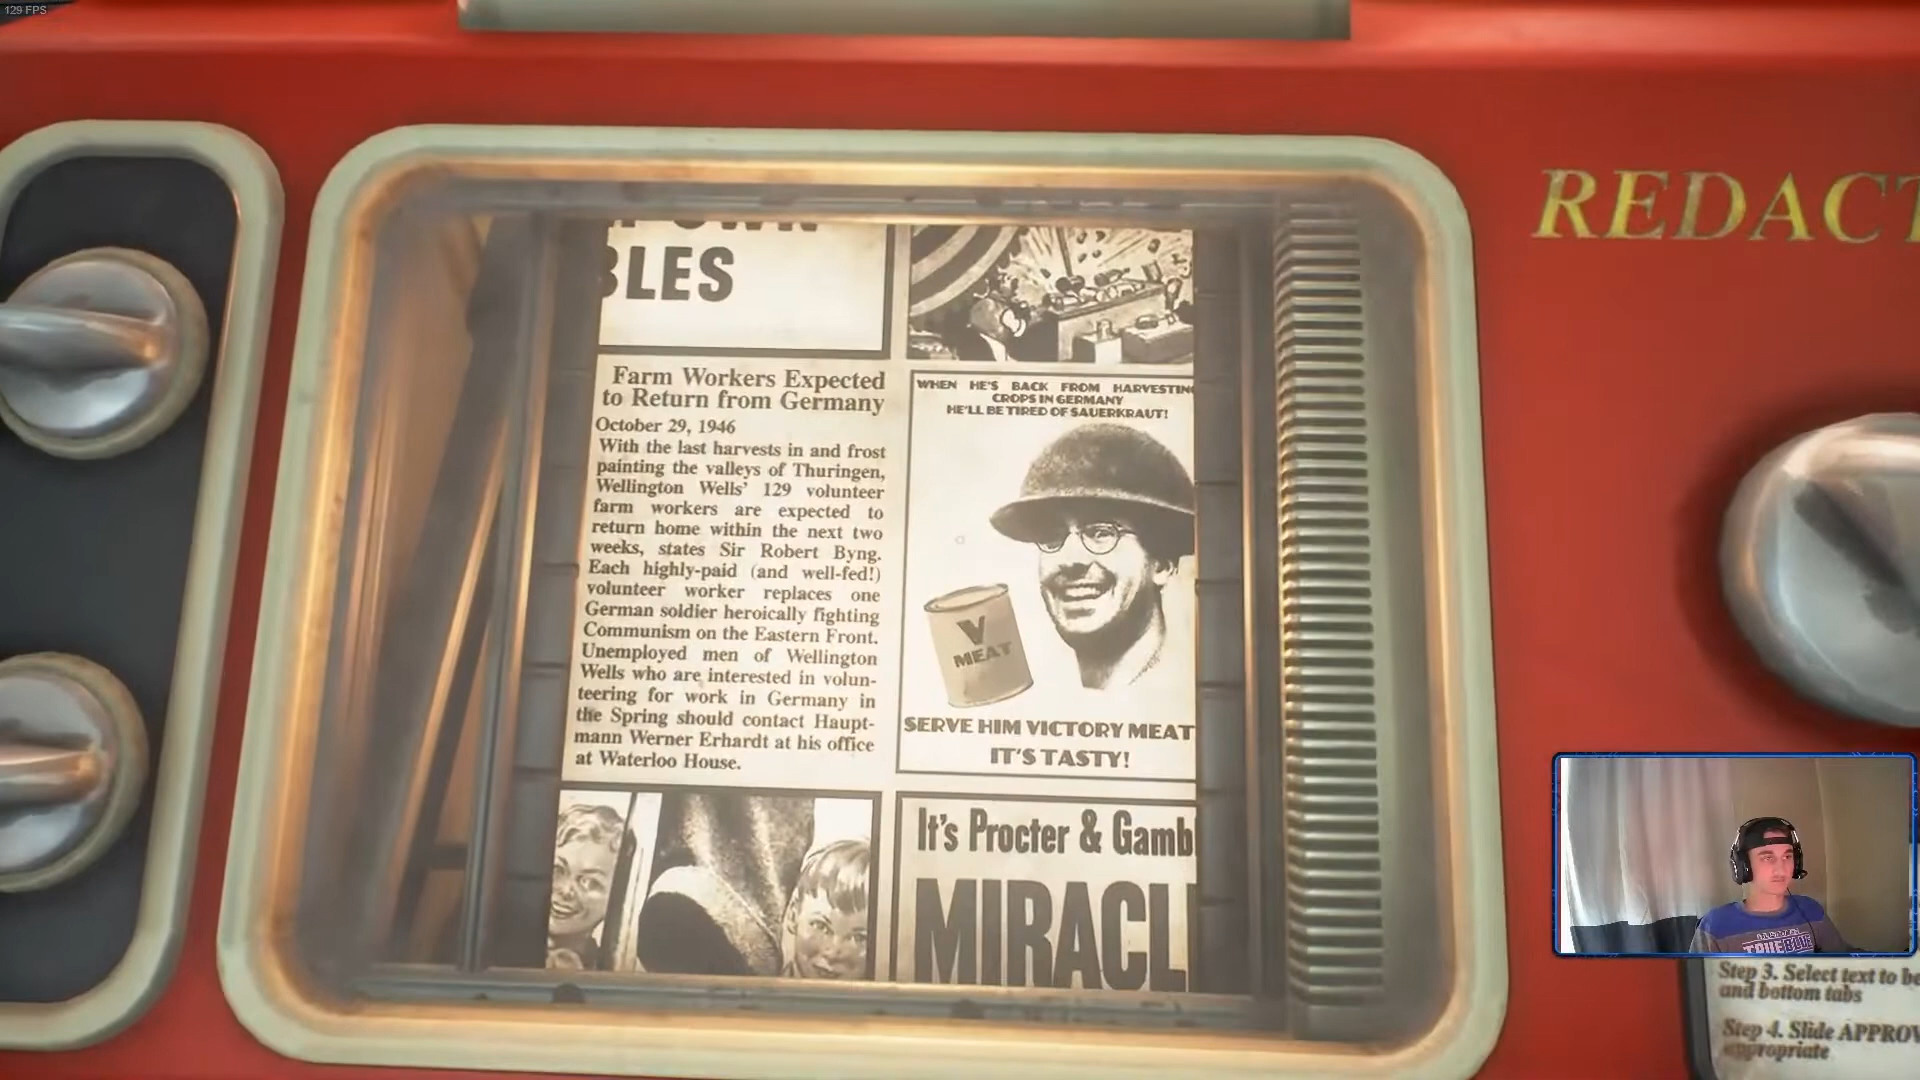 129 FPS
BLES
REDACT
Farm Workers Expected
to Return from Germany
October 29, 1946
With the last harvests in and frost
painting the valleys of Thuringen,
Wellington Wells' 129 volunteer
farm workers are expected to
return home within the next two
weeks, states Sir Robert Byng.
Each highly-paid (and well-fed!)
volunteer worker replaces one
German soldier heroically fighting
Communism on the Eastern Front.
Unemployed men of Wellington
Wells who are interested in volun-
teering for work in Germany in
the Spring should contact Haupt-
mann Werner Erhardt at his office
at Waterloo House.
WHEN HE'S BACK FROM HARVESTING
CROPS IN GERMANY
HE'LL BE TIRED OF SAUERKRAUT!
V
MEAT
SERVE HIM VICTORY MEAT
IT'S TASTY!
It's Procter & Gambl
MIRACL
TRUEBLUE
Step 3. Select text to be
and bottom tabs
Step 4. Slide APPROV
appropriate